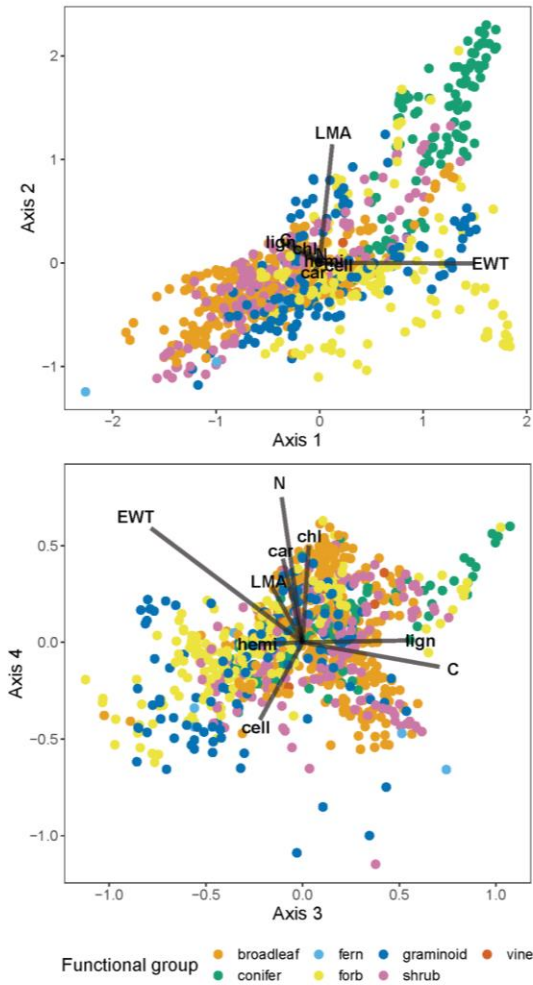 2
1
0
−1
Axis 2
LMA
C
lign
chl
N
hemi
car
cell
EWT
−2 −1 0 1 2
Axis 1
N
EWT
chl
car
LMA
hemi
lign
C
cell
0.5
0.0
−0.5
−1.0
Axis 4
−1.0 −0.5 0.0 0.5 1.0
Axis 3
Functional group
broadleaf fern graminoid vine
conifer forb shrub